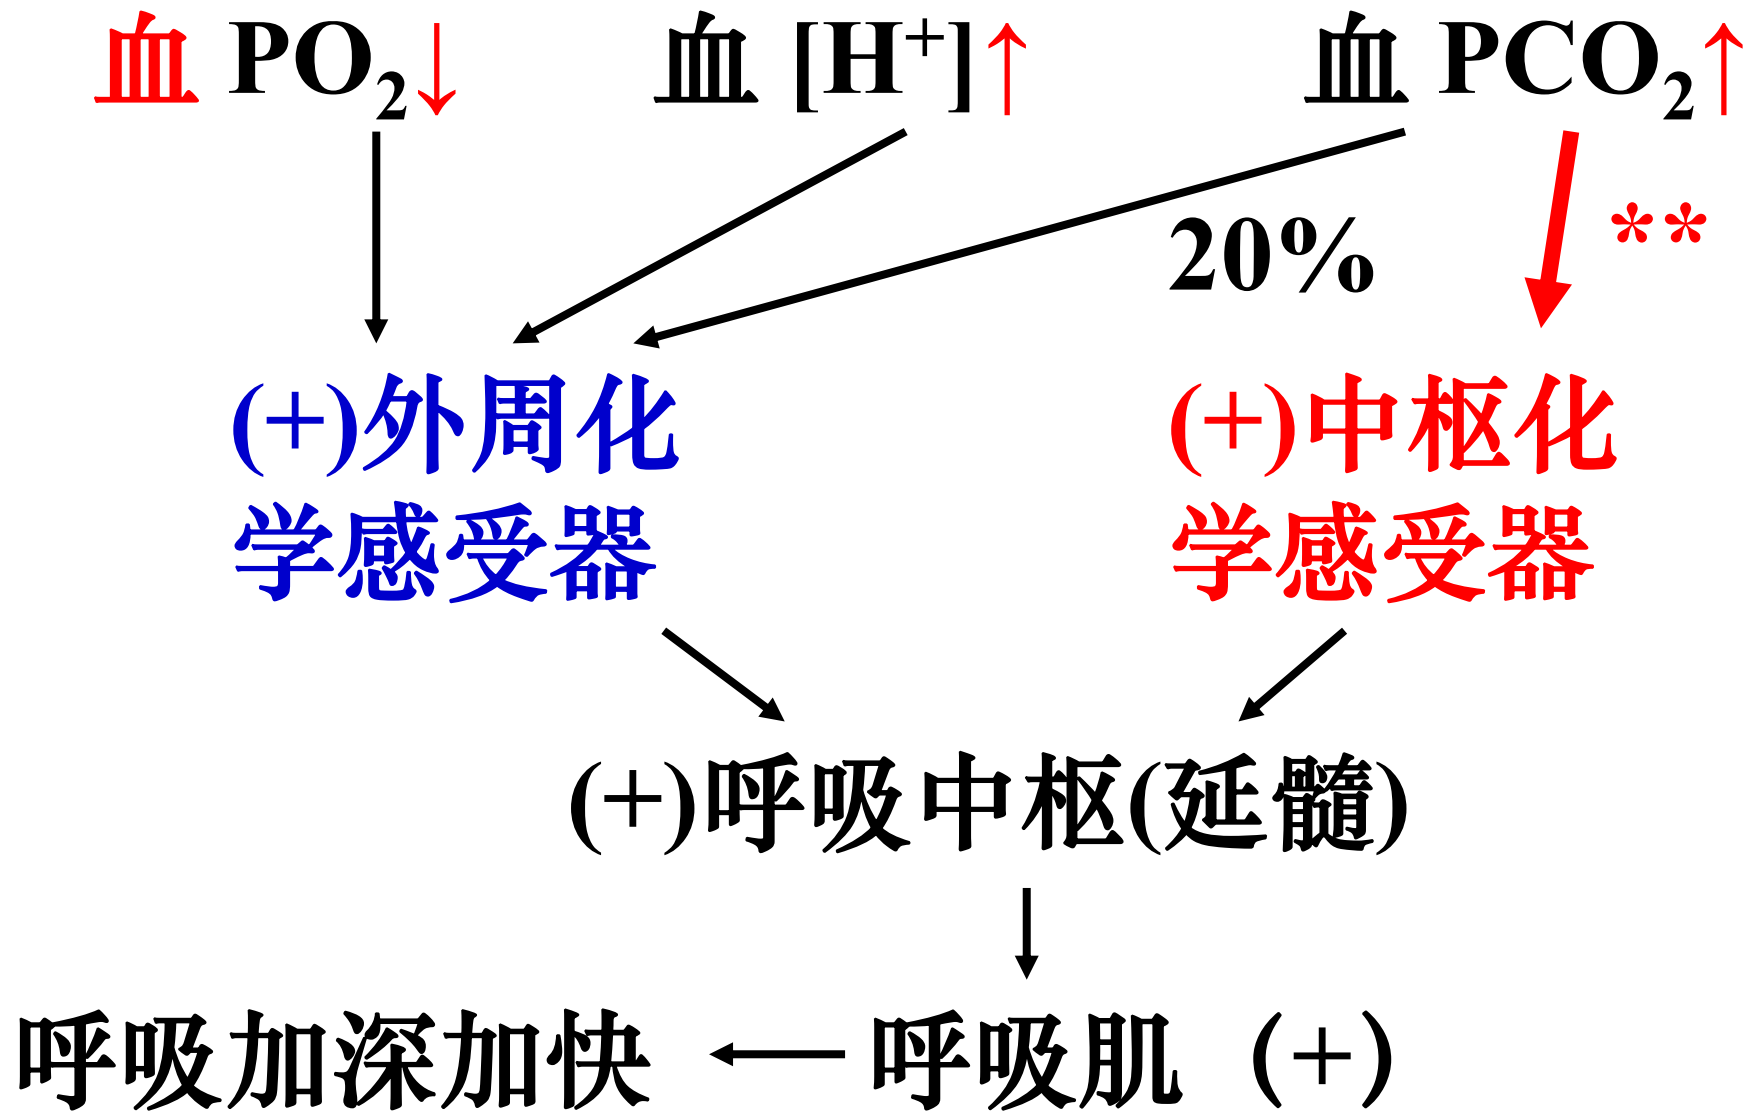 血 PO₂↓ 血 [H⁺]↑ 血 PCO₂↑
20% **
(+)外周化 (+)中枢化
学感受器 学感受器
(+)呼吸中枢(延髓)
呼吸加深加快 呼吸肌 (+)